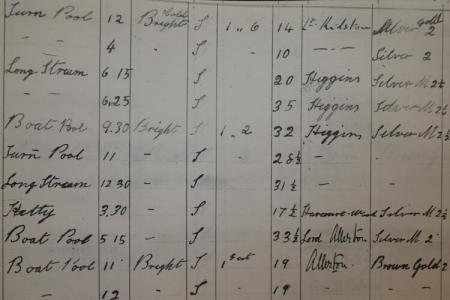 Turn Pool 12 Cold Bright S 1 .. 6 14 Lt. Ridston Silver Gold 2
- - 4 S 10 - - Silver 2
Long Stream 6 15 S 20 Higgins Silver M 2½
- - 6.25 S 35 Higgins Silver M 2½
Boat Pool 9.30 Bright S 1 .. 2 32 Higgins Silver M 2½
Turn Pool 11 - S 28½ - -
Long Stream 12 30 - S 31½ - -
Hetty 3.30 - S 17½ Silver M 2½
Boat Pool 5 15 - S 33½ Lord Allerton Silver M 2
Boat Pool 11 Bright S 1 19 Allerton. Brown Gold 2
- 12 - S 19 - -